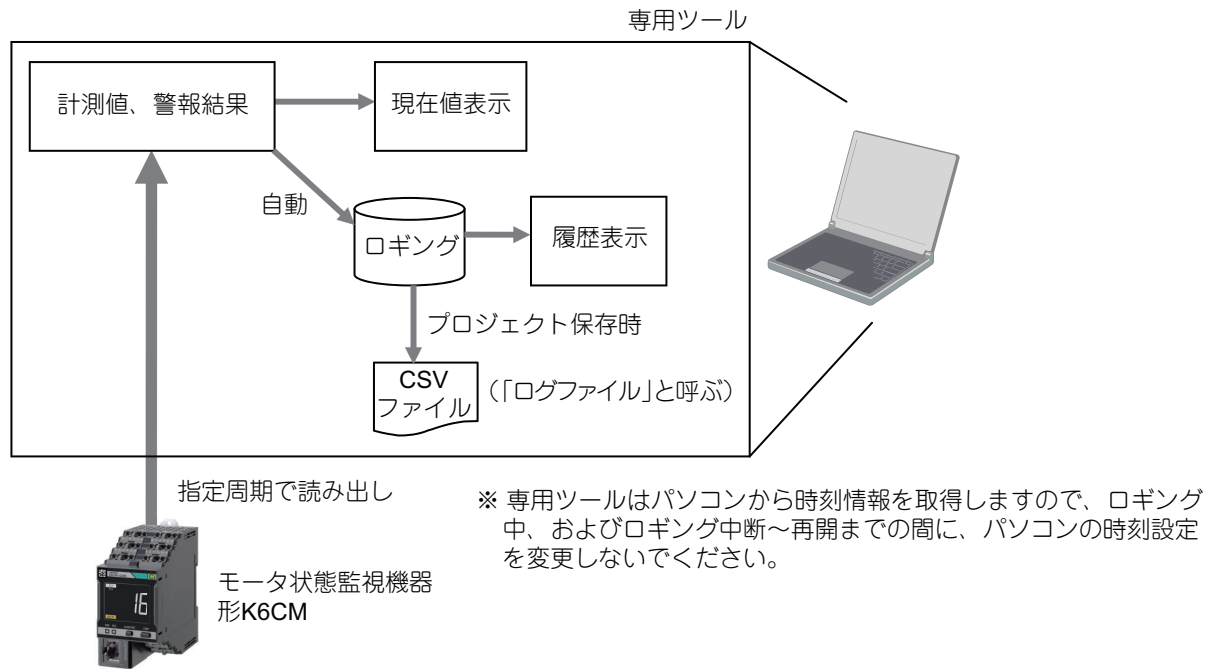 専用ツール
計測値、警報結果
現在値表示
自動
ロギング
履歴表示
プロジェクト保存時
CSV
ファイル
(「ログファイル」と呼ぶ)
指定周期で読み出し
※ 専用ツールはパソコンから時刻情報を取得しますので、ロギング
中、およびロギング中断～再開までの間に、パソコンの時刻設定
を変更しないでください。
16
モータ状態監視機器
形K6CM